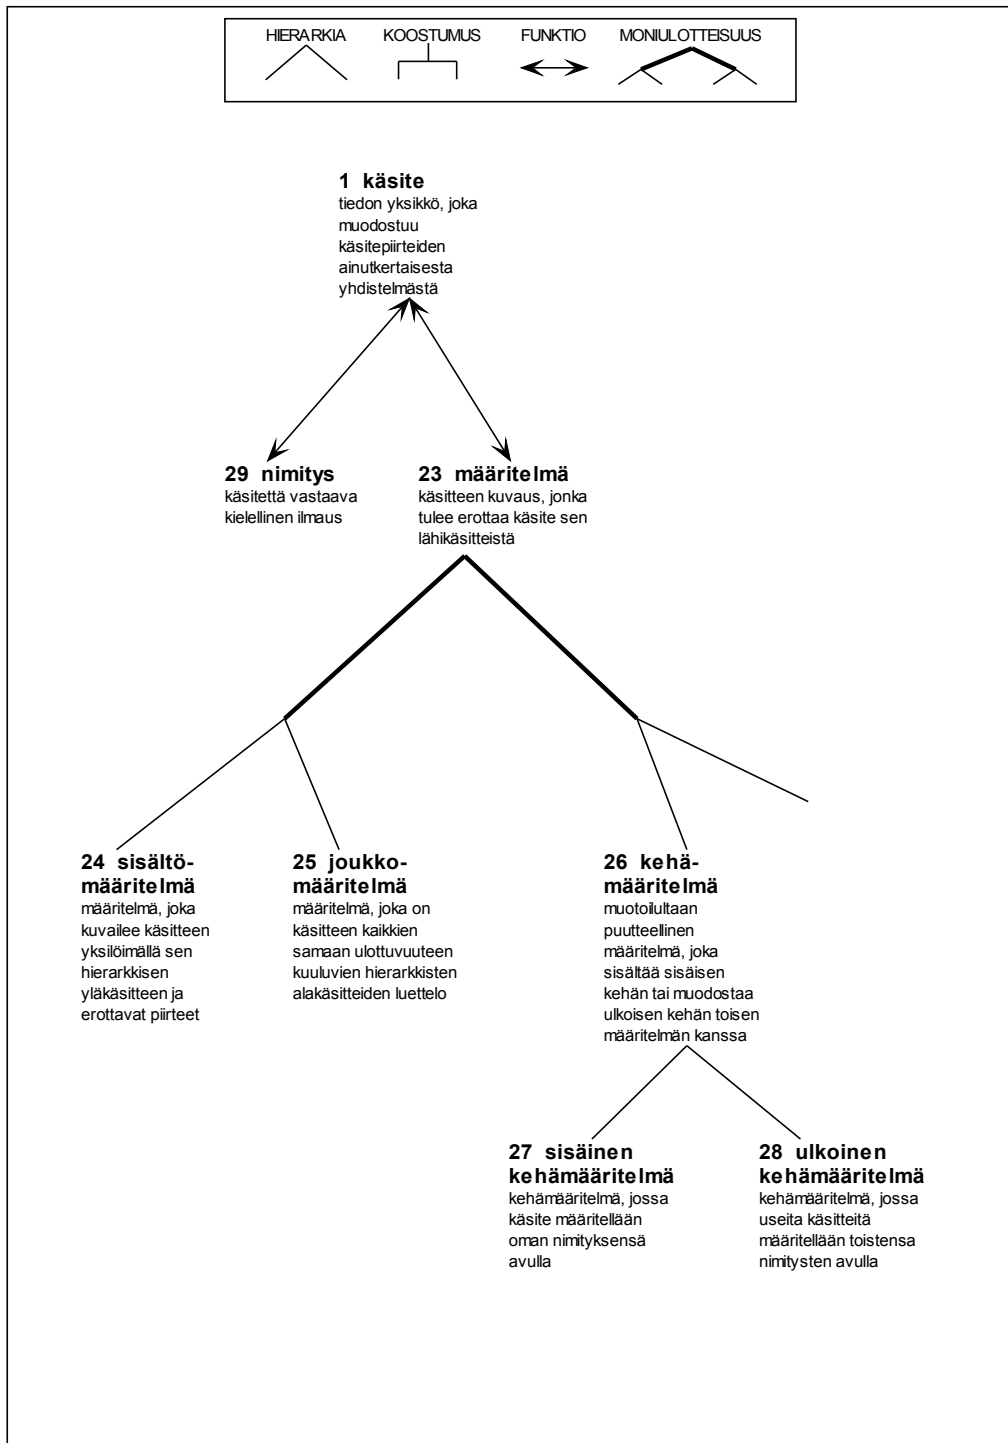 HIERARKIA KOOSTUMUS FUNKTIO MONIULOTTEISUUS
1 käsite
tiedon yksikkö, joka
muodostuu
käsitepiirteiden
ainutkertaisesta
yhdistelmästä
29 nimitys
käsitettä vastaava
kielellinen ilmaus
23 määritelmä
käsitteen kuvaus, jonka
tulee erottaa käsite sen
lähikäsitteistä
24 sisältö-
määritelmä
määritelmä, joka
kuvailee käsitteen
yksilöimällä sen
hierarkkisen
yläkäsitteen ja
erottavat piirteet
25 joukko-
määritelmä
määritelmä, joka on
käsitteen kaikkien
samaan ulottuvuuteen
kuuluvien hierarkkisten
alakäsitteiden luettelo
26 kehä-
määritelmä
muotoilultaan
puutteellinen
määritelmä, joka
sisältää sisäisen
kehän tai muodostaa
ulkoisen kehän toisen
määritelmän kanssa
27 sisäinen
kehämääritelmä
kehämääritelmä, jossa
käsite määritellään
oman nimityksensä
avulla
28 ulkoinen
kehämääritelmä
kehämääritelmä, jossa
useita käsitteitä
määritellään toistensa
nimitysten avulla